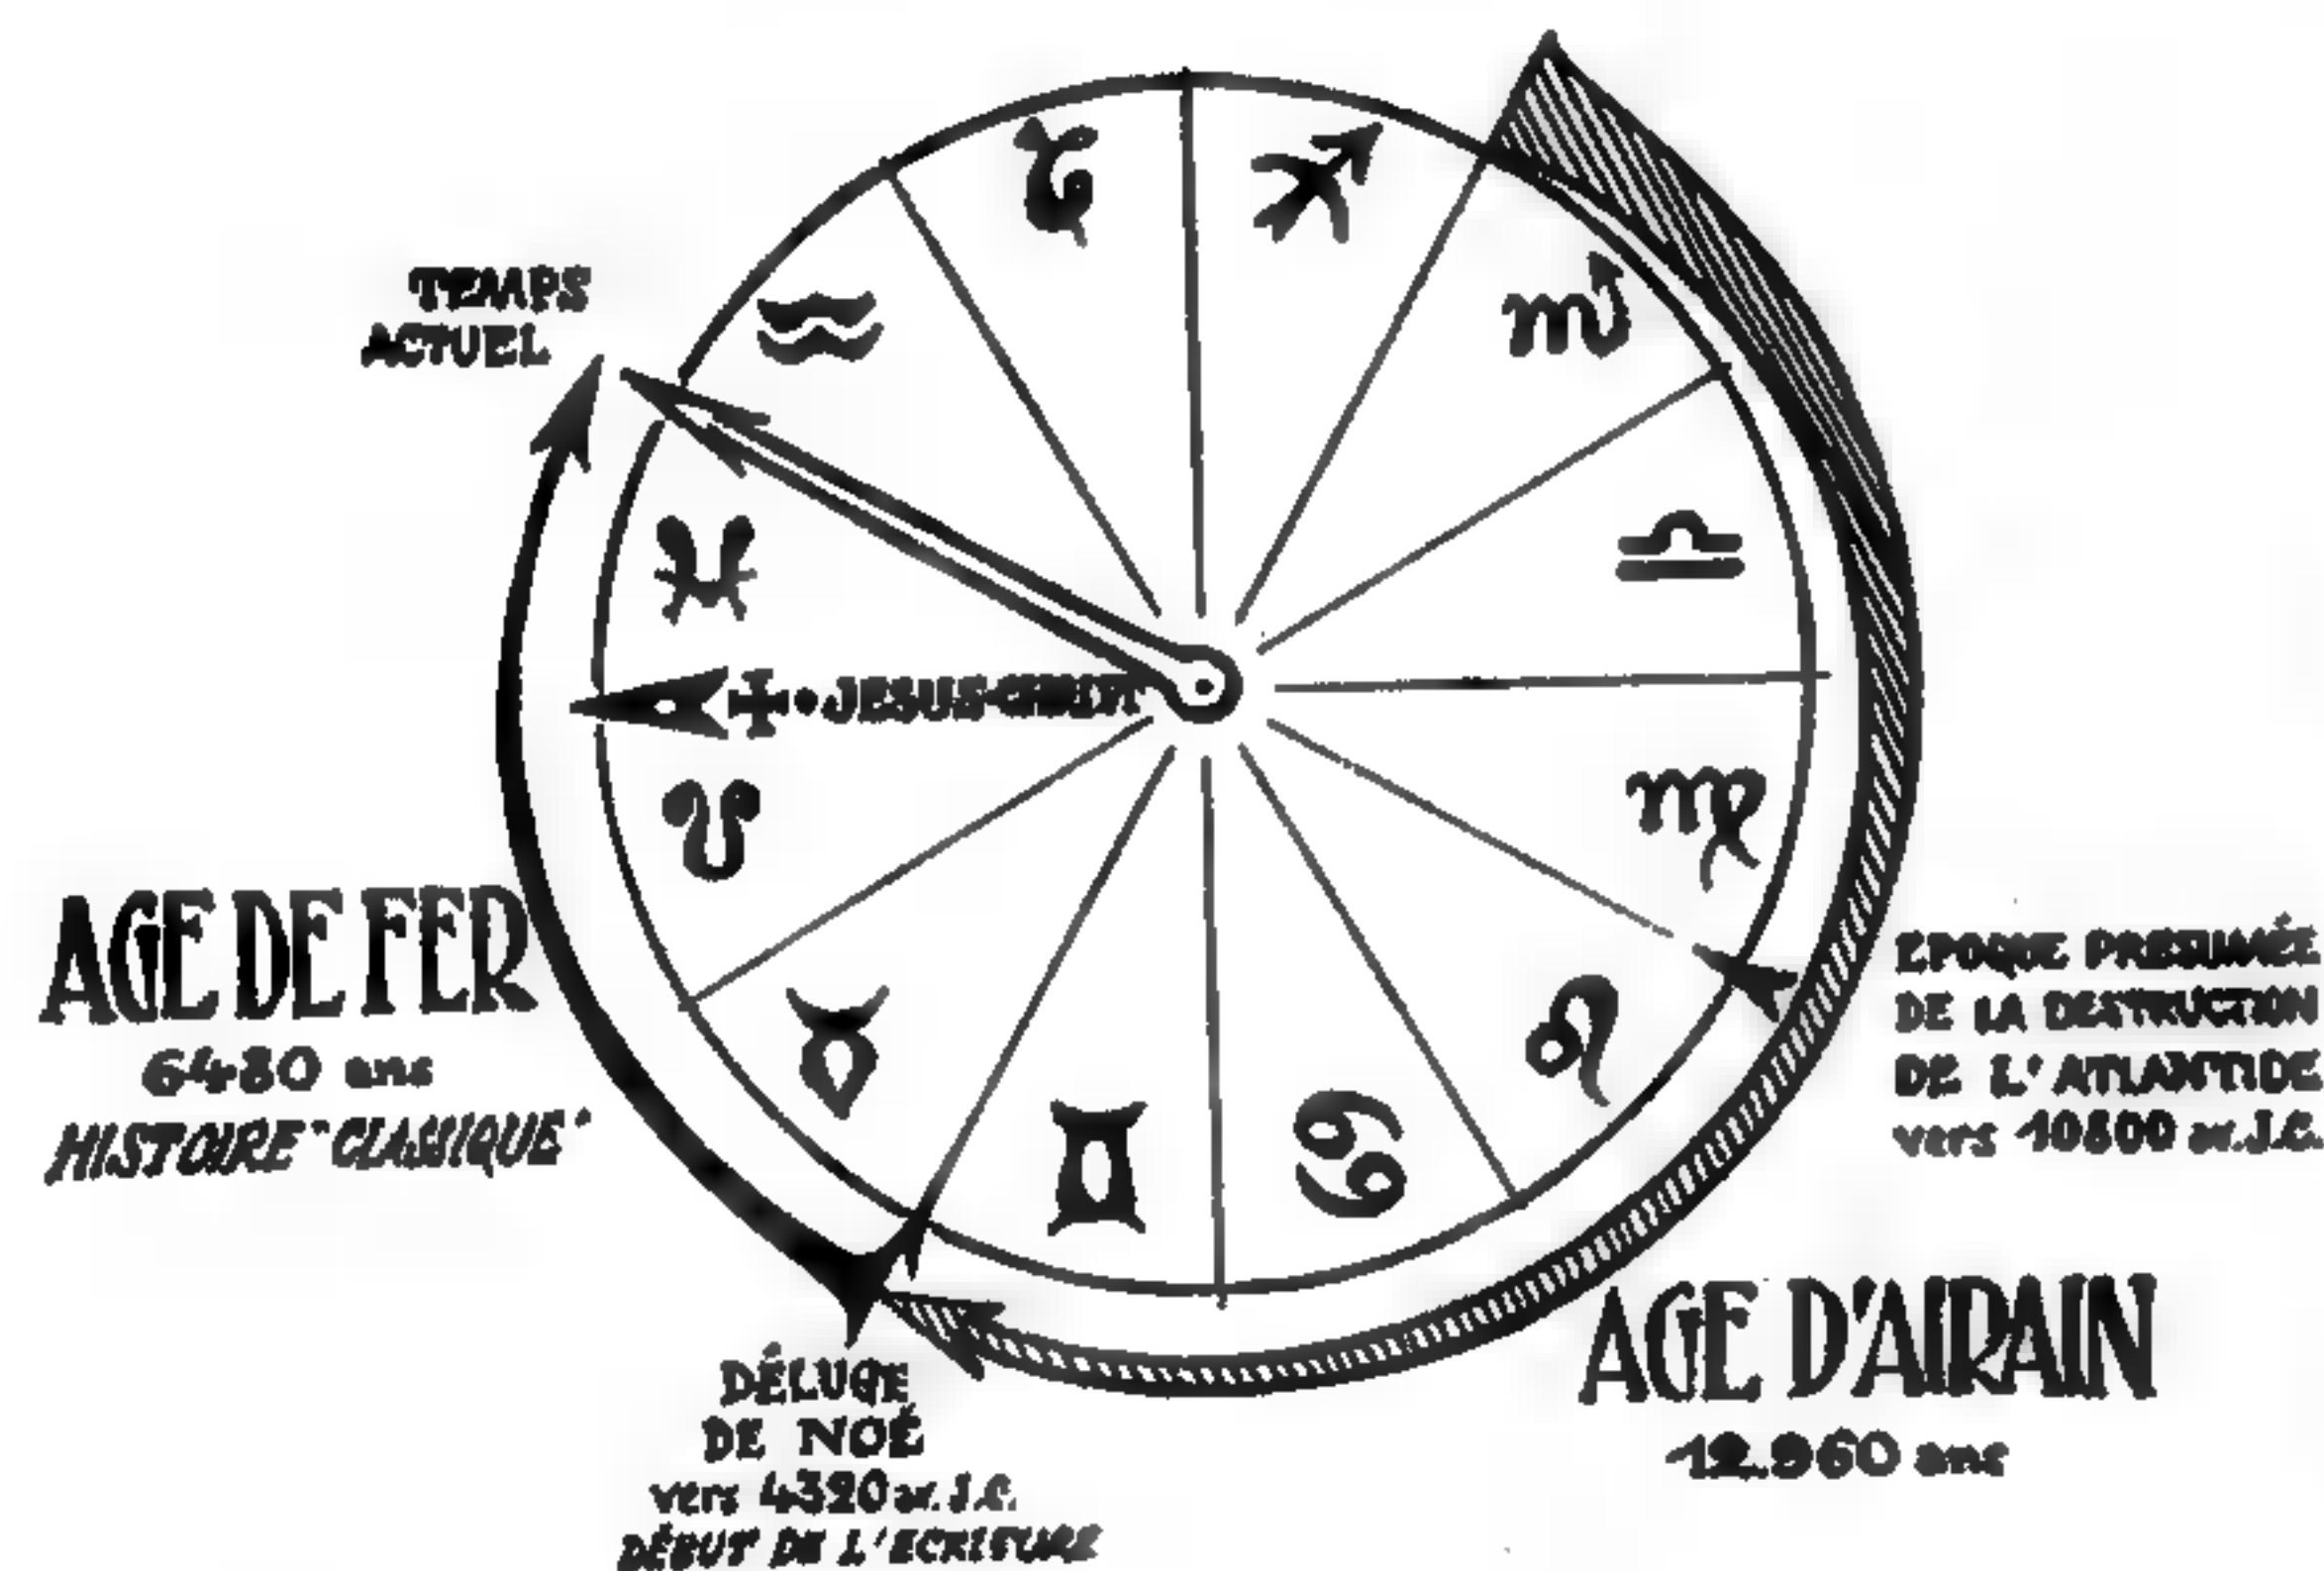 TEMPS
ACTUEL
JESUS-CHRIST
AGE DE FER
6480 ans
HISTOIRE "CLASSIQUE"
EPOQUE PRESUMÉE
DE LA DESTRUCTION
DE L'ATLANTIDE
vers 10800 av. J.C.
AGE D'AIRAIN
12.960 ans
DÉLUGE
DE NOÉ
vers 4320 av. J.C.
DÉBUT DE L'ECRITURE